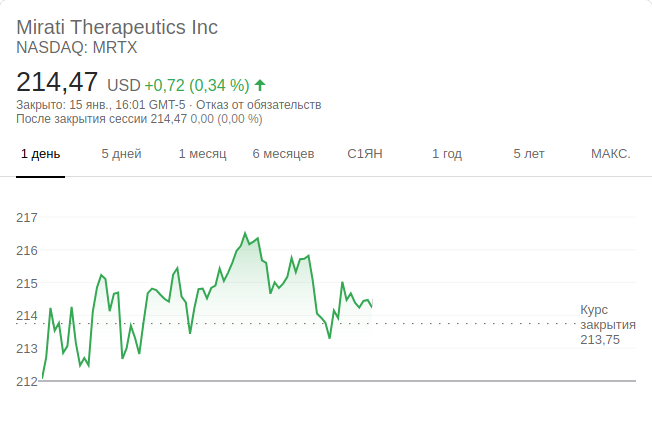 Mirati Therapeutics Inc
NASDAQ: MRTX
214,47 USD +0,72 (0,34 %)
Закрыто: 15 янв., 16:01 GMT-5 · Отказ от обязательств
После закрытия сессии 214,47 0,00 (0,00 %)
1 день 5 дней 1 месяц 6 месяцев С1ЯН 1 год 5 лет МАКС.
217
216
215
214
213
212
Курс
закрытия
213,75